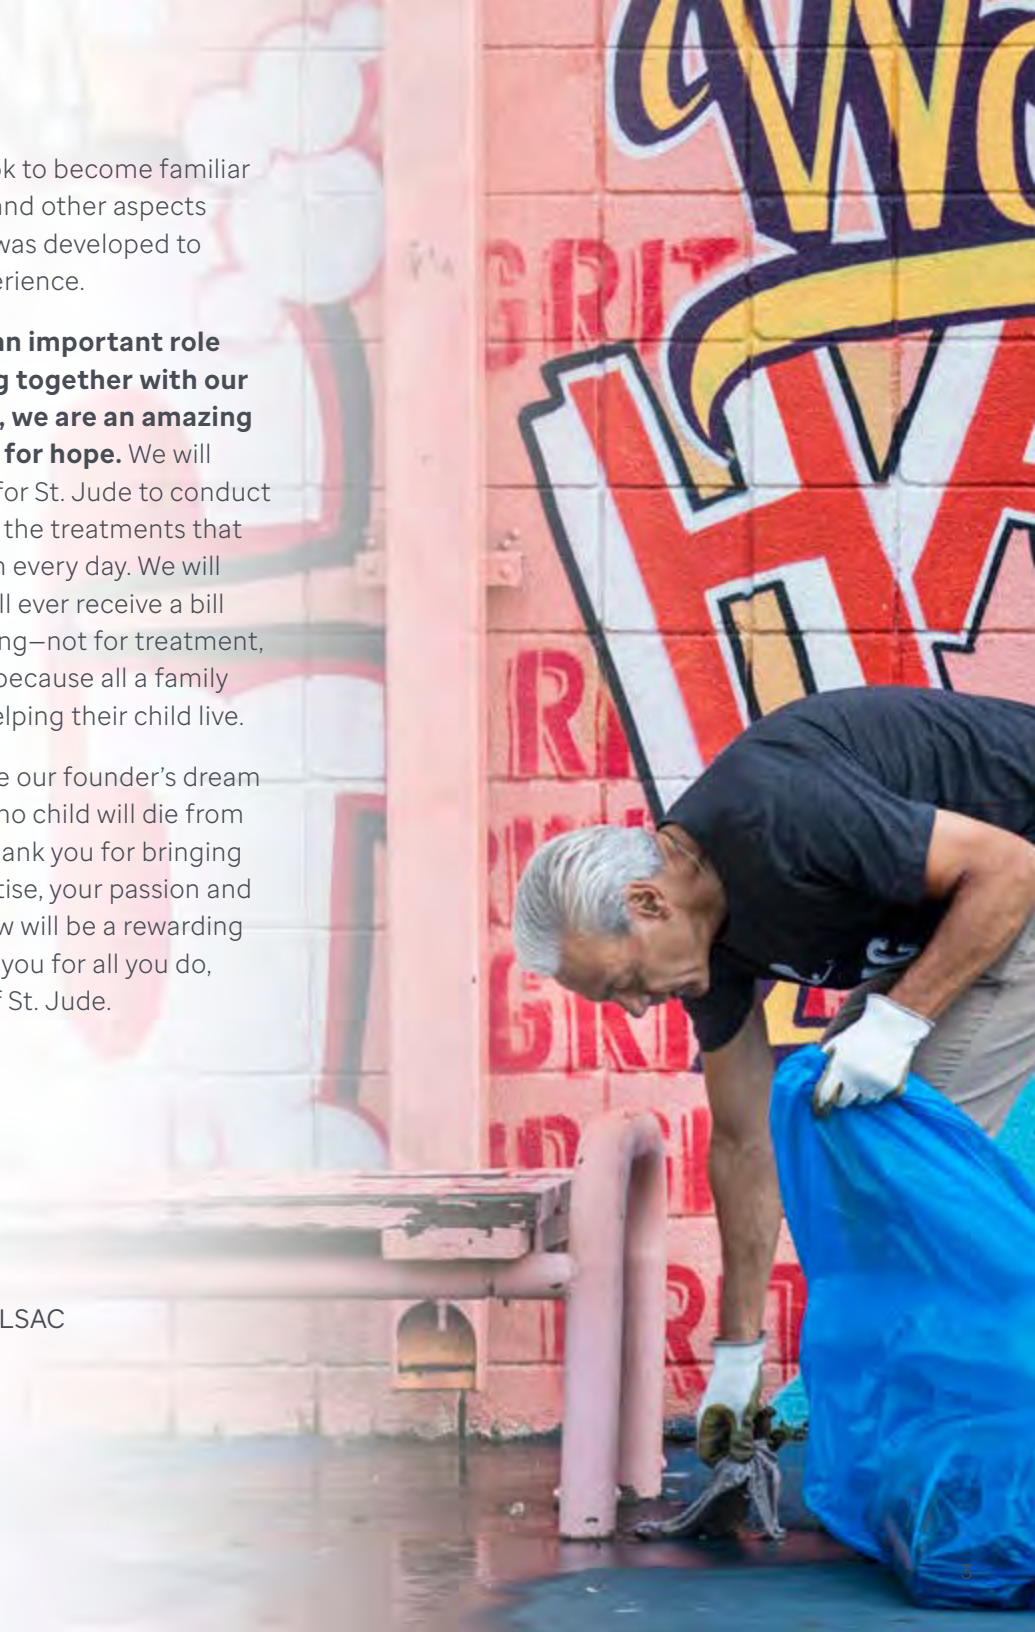 k to become familiar
and other aspects
was developed to
erience.
an important role
g together with our
, we are an amazing
for hope. We will
for St. Jude to conduct
the treatments that
n every day. We will
ll ever receive a bill
ng—not for treatment,
because all a family
elping their child live.
e our founder’s dream
no child will die from
ank you for bringing
tise, your passion and
w will be a rewarding
you for all you do,
f St. Jude.
LSAC
GRIT
GRI
3